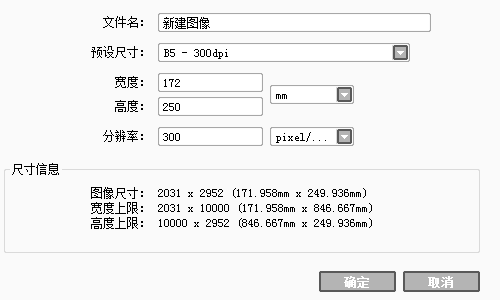 文件名： 新建图像
预设尺寸： B5 - 300dpi
宽度： 172
mm
高度： 250
分辨率： 300 pixel/...
尺寸信息
图像尺寸： 2031 x 2952 (171.958mm x 249.936mm)
宽度上限： 2031 x 10000 (171.958mm x 846.667mm)
高度上限： 10000 x 2952 (846.667mm x 249.936mm)
确定 取消